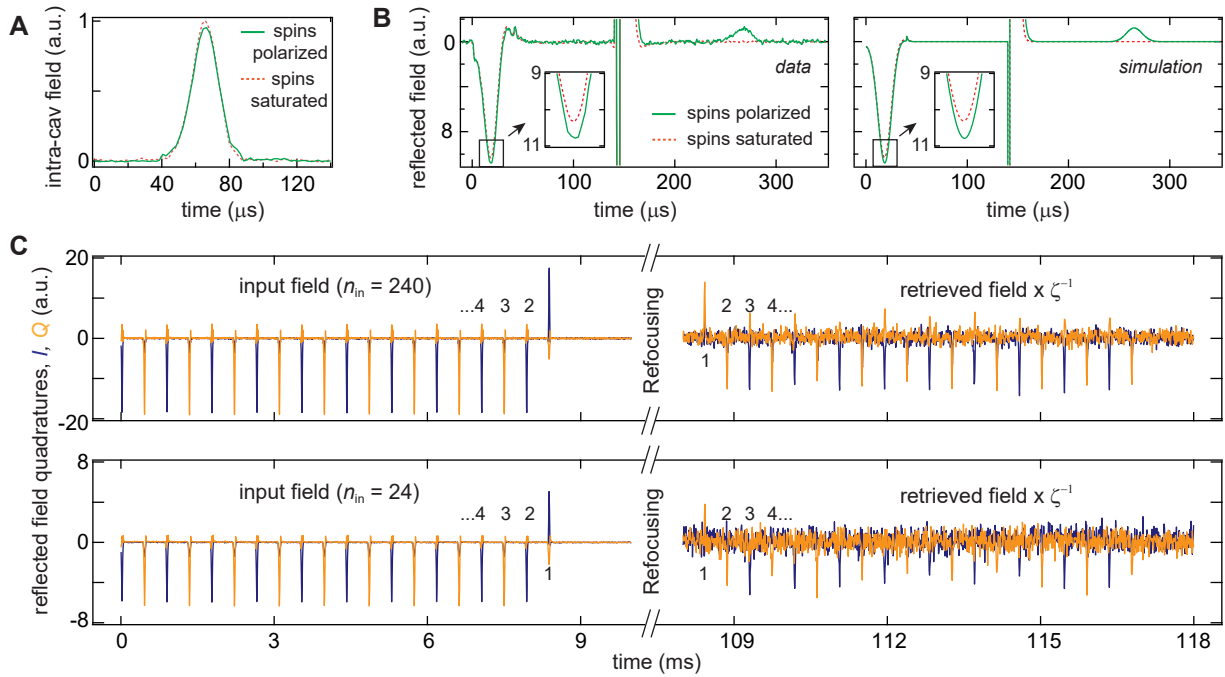 A
intra-cav field (a.u.)
1
0
spins
polarized
spins
saturated
0 40 80 120
time (μs)
B
reflected field (a.u.)
0
8
data
9
11
spins polarized
spins saturated
0 100 200 300
time (μs)
0
8
simulation
9
11
0 100 200 300
time (μs)
C
reflected field quadratures, I, Q (a.u.)
20
0
-20
input field (nin = 240)
...4 3 2
Refocusing
retrieved field x ζ⁻¹
2 3 4...
1
8
0
-8
input field (nin = 24)
...4 3 2
1
Refocusing
retrieved field x ζ⁻¹
2 3 4...
1
0 3 6 9 109 112 115 118
time (ms)